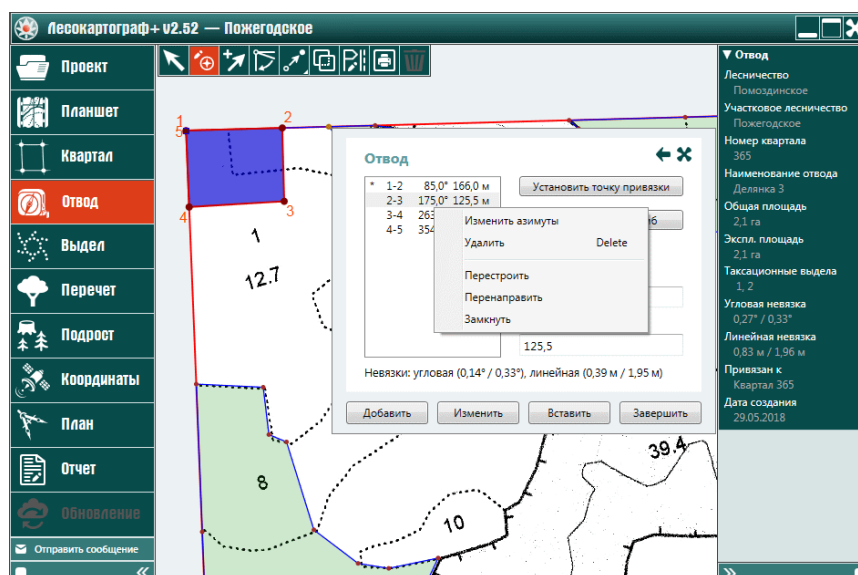 Лесокартограф+ v2.52 — Пожегодское
Проект
Планшет
Квартал
Отвод
Выдел
Перечет
Подрост
Координаты
План
Отчет
Обновление
Отправить сообщение
1
5
2
4
3
1
12.7
8
10
39.4
Отвод
* 1-2 85,0° 166,0 м
2-3 175,0° 125,5 м
3-4 263
4-5 354
Установить точку привязки
Изменить азимуты
Удалить Delete
Перестроить
Перенаправить
Замкнуть
125,5
Невязки: угловая (0,14° / 0,33°), линейная (0,39 м / 1,95 м)
Добавить
Изменить
Вставить
Завершить
▼ Отвод
Лесничество
Помоздинское
Участковое лесничество
Пожегодское
Номер квартала
365
Наименование отвода
Делянка 3
Общая площадь
2,1 га
Экспл. площадь
2,1 га
Таксационные выдела
1, 2
Угловая невязка
0,27° / 0,33°
Линейная невязка
0,83 м / 1,96 м
Привязан к
Квартал 365
Дата создания
29.05.2018